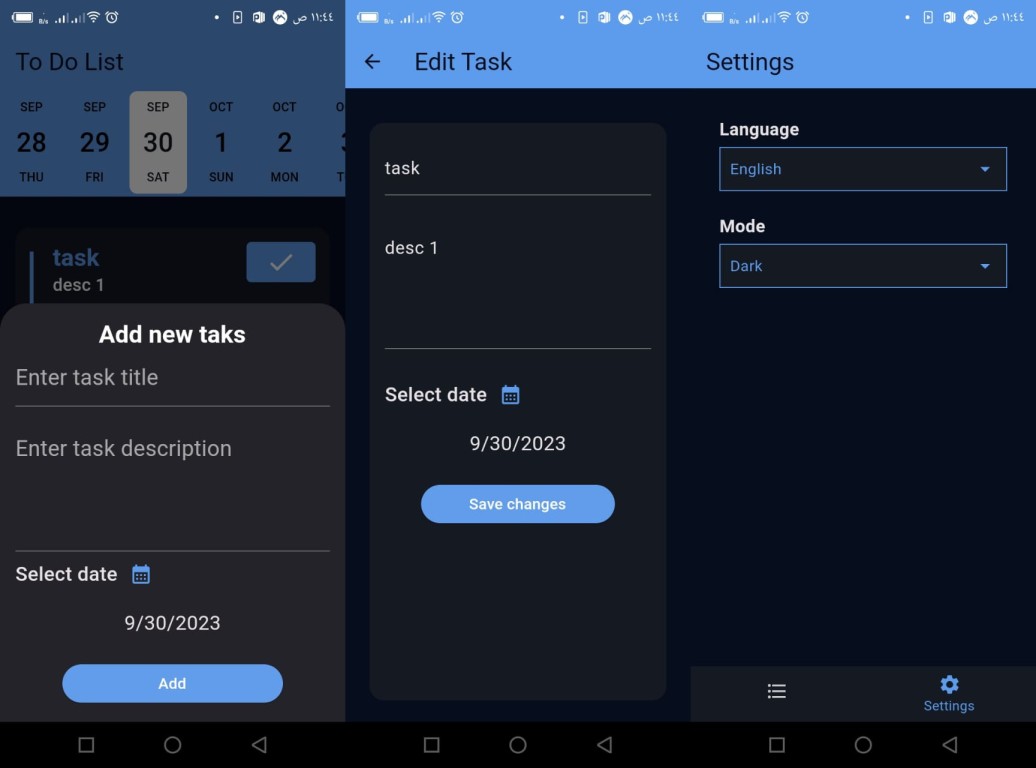 B/s
١١:٤٤ ص
To Do List
SEP SEP SEP OCT OCT
28 29 30 1 2
THU FRI SAT SUN MON
task
desc 1
Add new taks
Enter task title
Enter task description
Select date
9/30/2023
Add
B/s
١١:٤٤ ص
Edit Task
task
desc 1
Select date
9/30/2023
Save changes
B/s
١١:٤٤ ص
Settings
Language
English
Mode
Dark
Settings